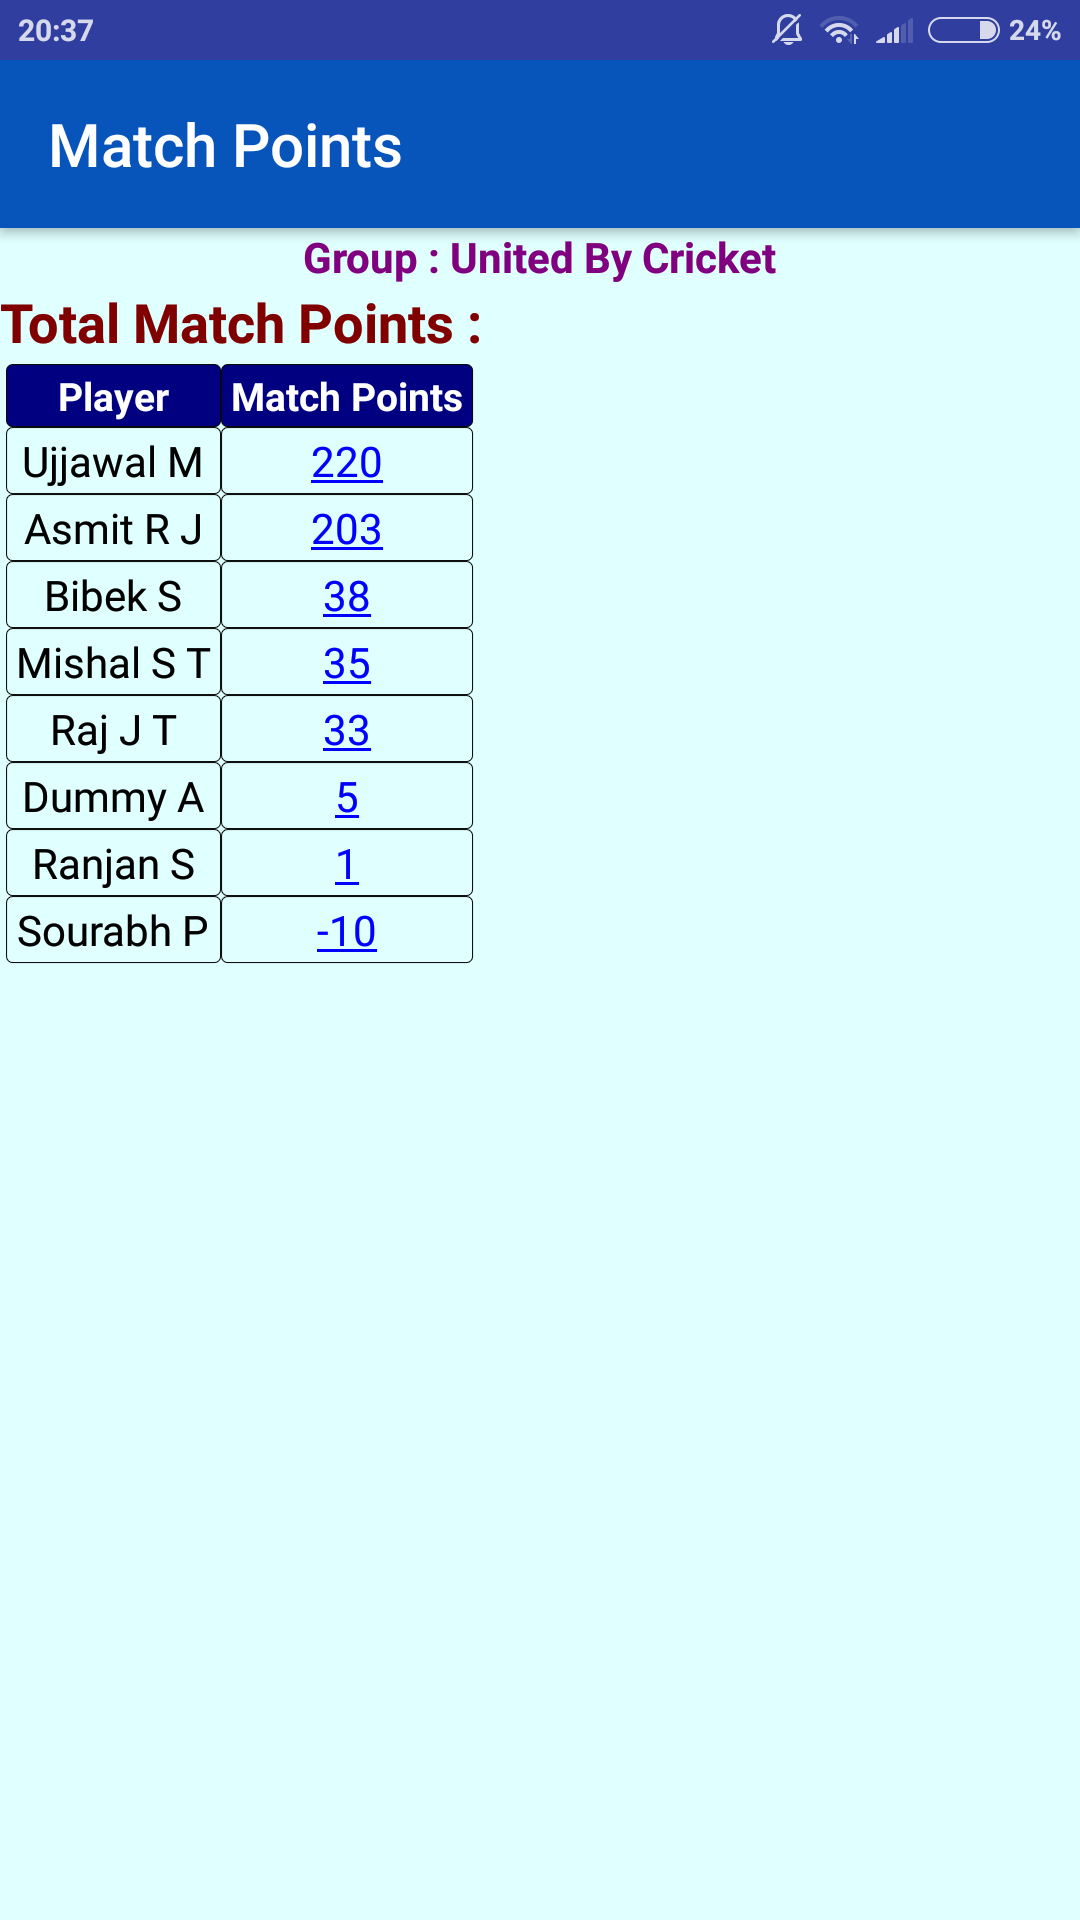 20:37 24%
Match Points
Group : United By Cricket
Total Match Points :
Player Match Points
Ujjawal M 220
Asmit R J 203
Bibek S 38
Mishal S T 35
Raj J T 33
Dummy A 5
Ranjan S 1
Sourabh P -10